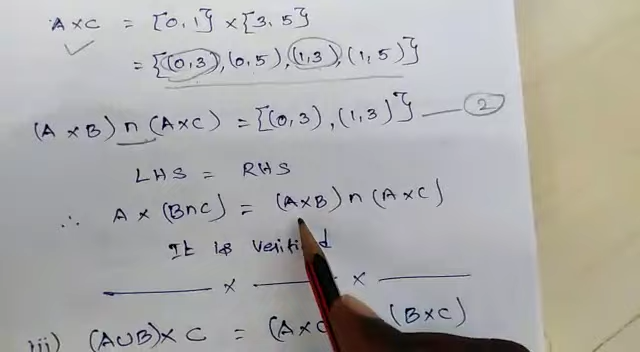 A × C = {0, 1} × {3, 5}
= {(0,3), (0,5), (1,3), (1,5)}
(A × B) ∩ (A × C) = {(0,3), (1,3)} — 2
LHS = RHS
∴ A × (B∩C) = (A×B) ∩ (A×C)
It is verified
× ×
iii) (A∪B) × C = (A×C (B×C)